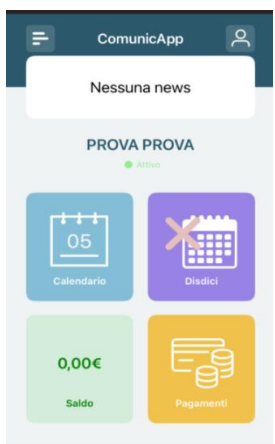 ComunicApp
Nessuna news
PROVA PROVA
Attivo
05
Calendario
Disdici
0,00€
Saldo
Pagamenti